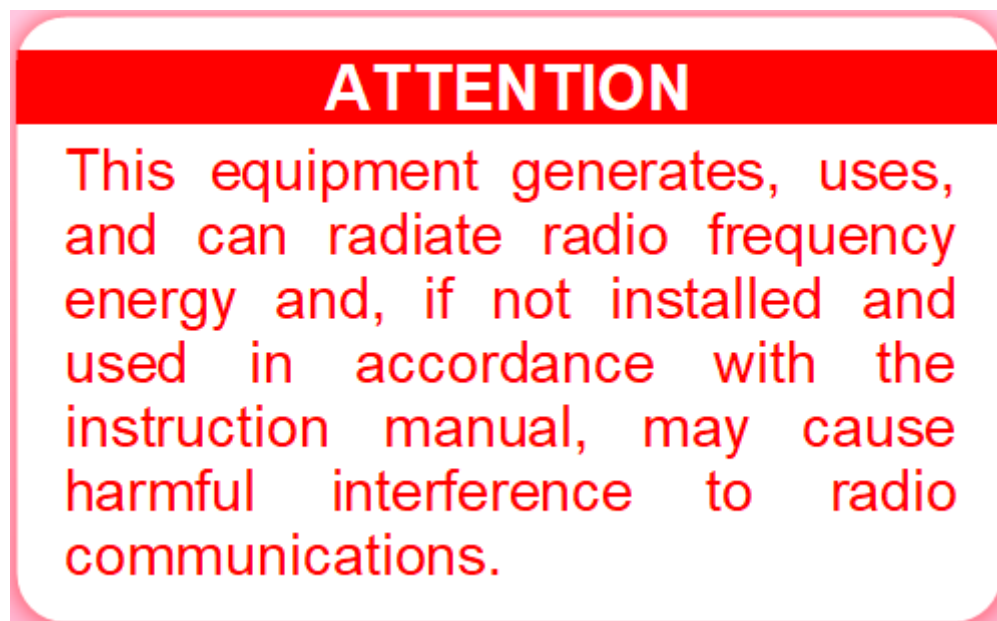 ATTENTION
This equipment generates, uses,
and can radiate radio frequency
energy and, if not installed and
used in accordance with the
instruction manual, may cause
harmful interference to radio
communications.